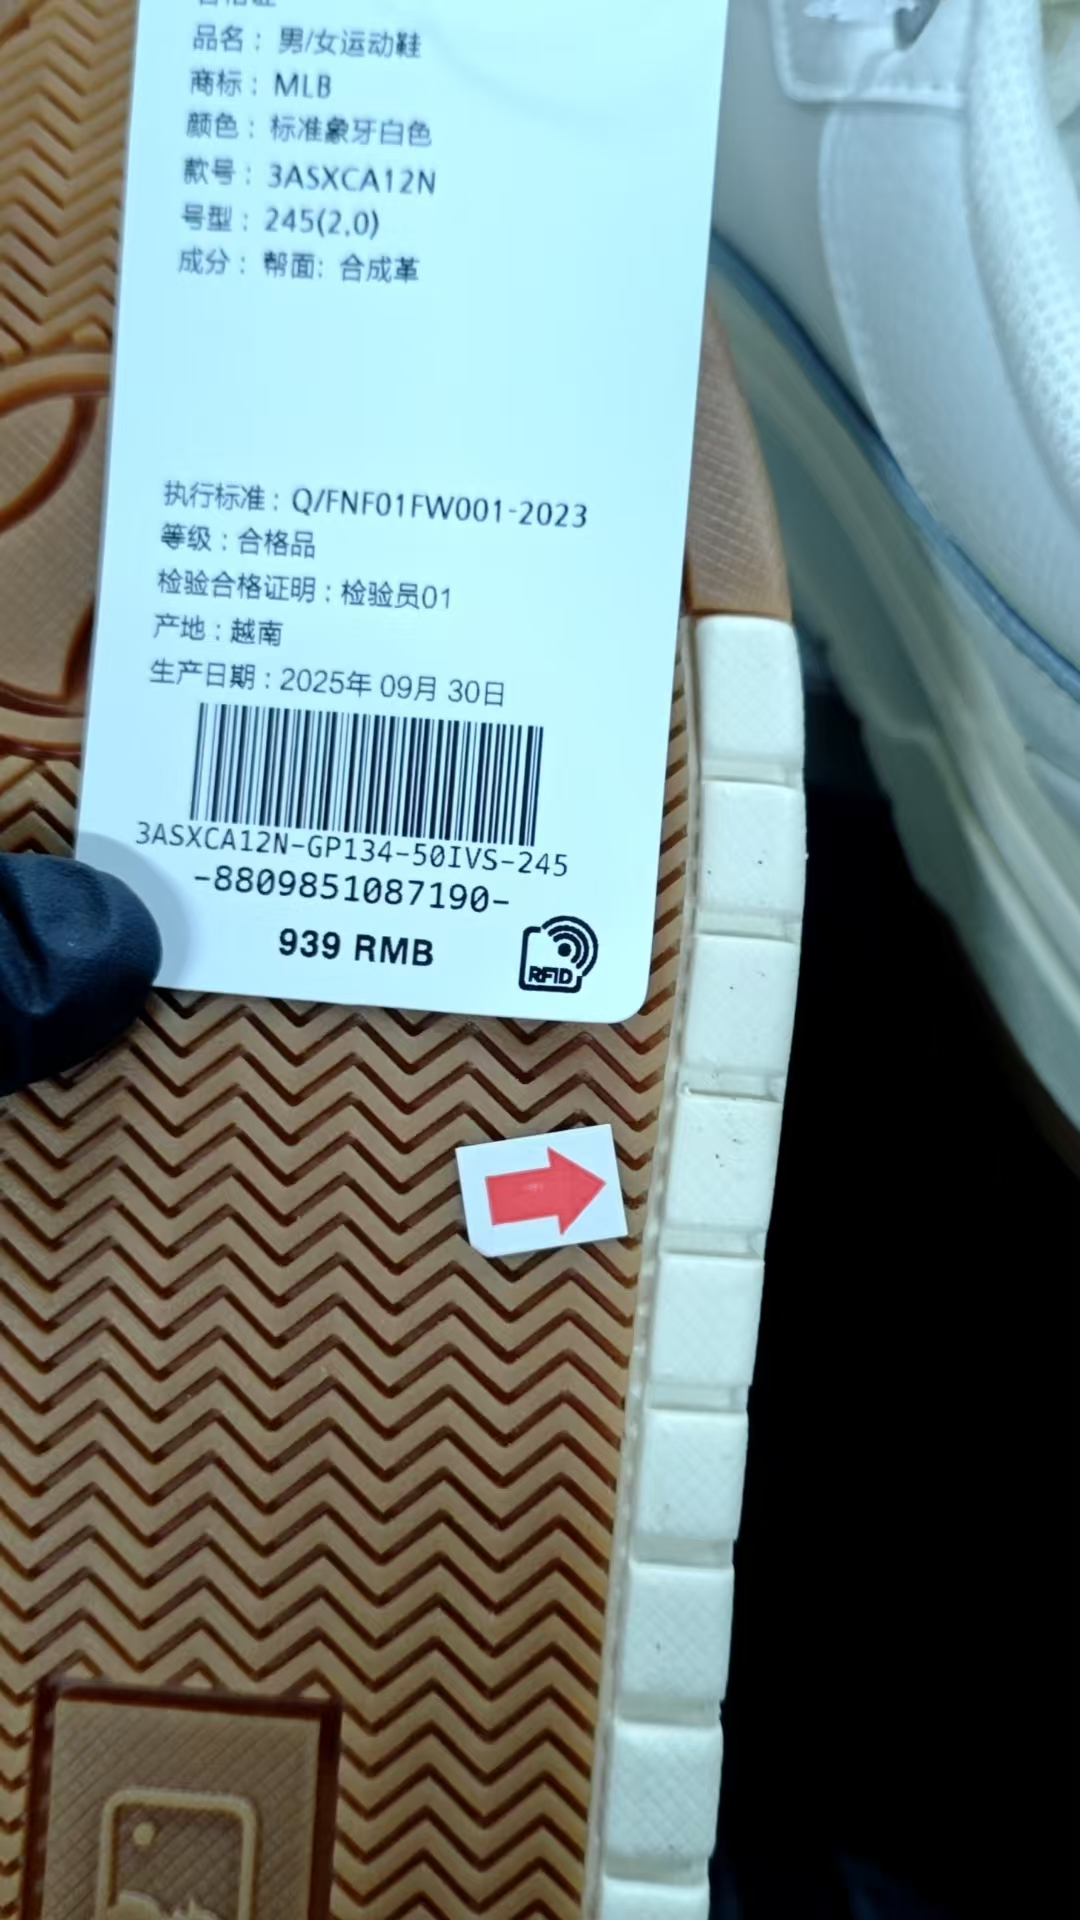 合格证
品名： 男/女运动鞋
商标： MLB
颜色： 标准象牙白色
款号： 3ASXCA12N
号型： 245(2,0)
成分： 帮面: 合成革
执行标准：Q/FNF01FW001-2023
等级：合格品
检验合格证明：检验员01
产地：越南
生产日期：2025年 09月 30日
3ASXCA12N-GP134-50IVS-245
-8809851087190-
939 RMB
RFID